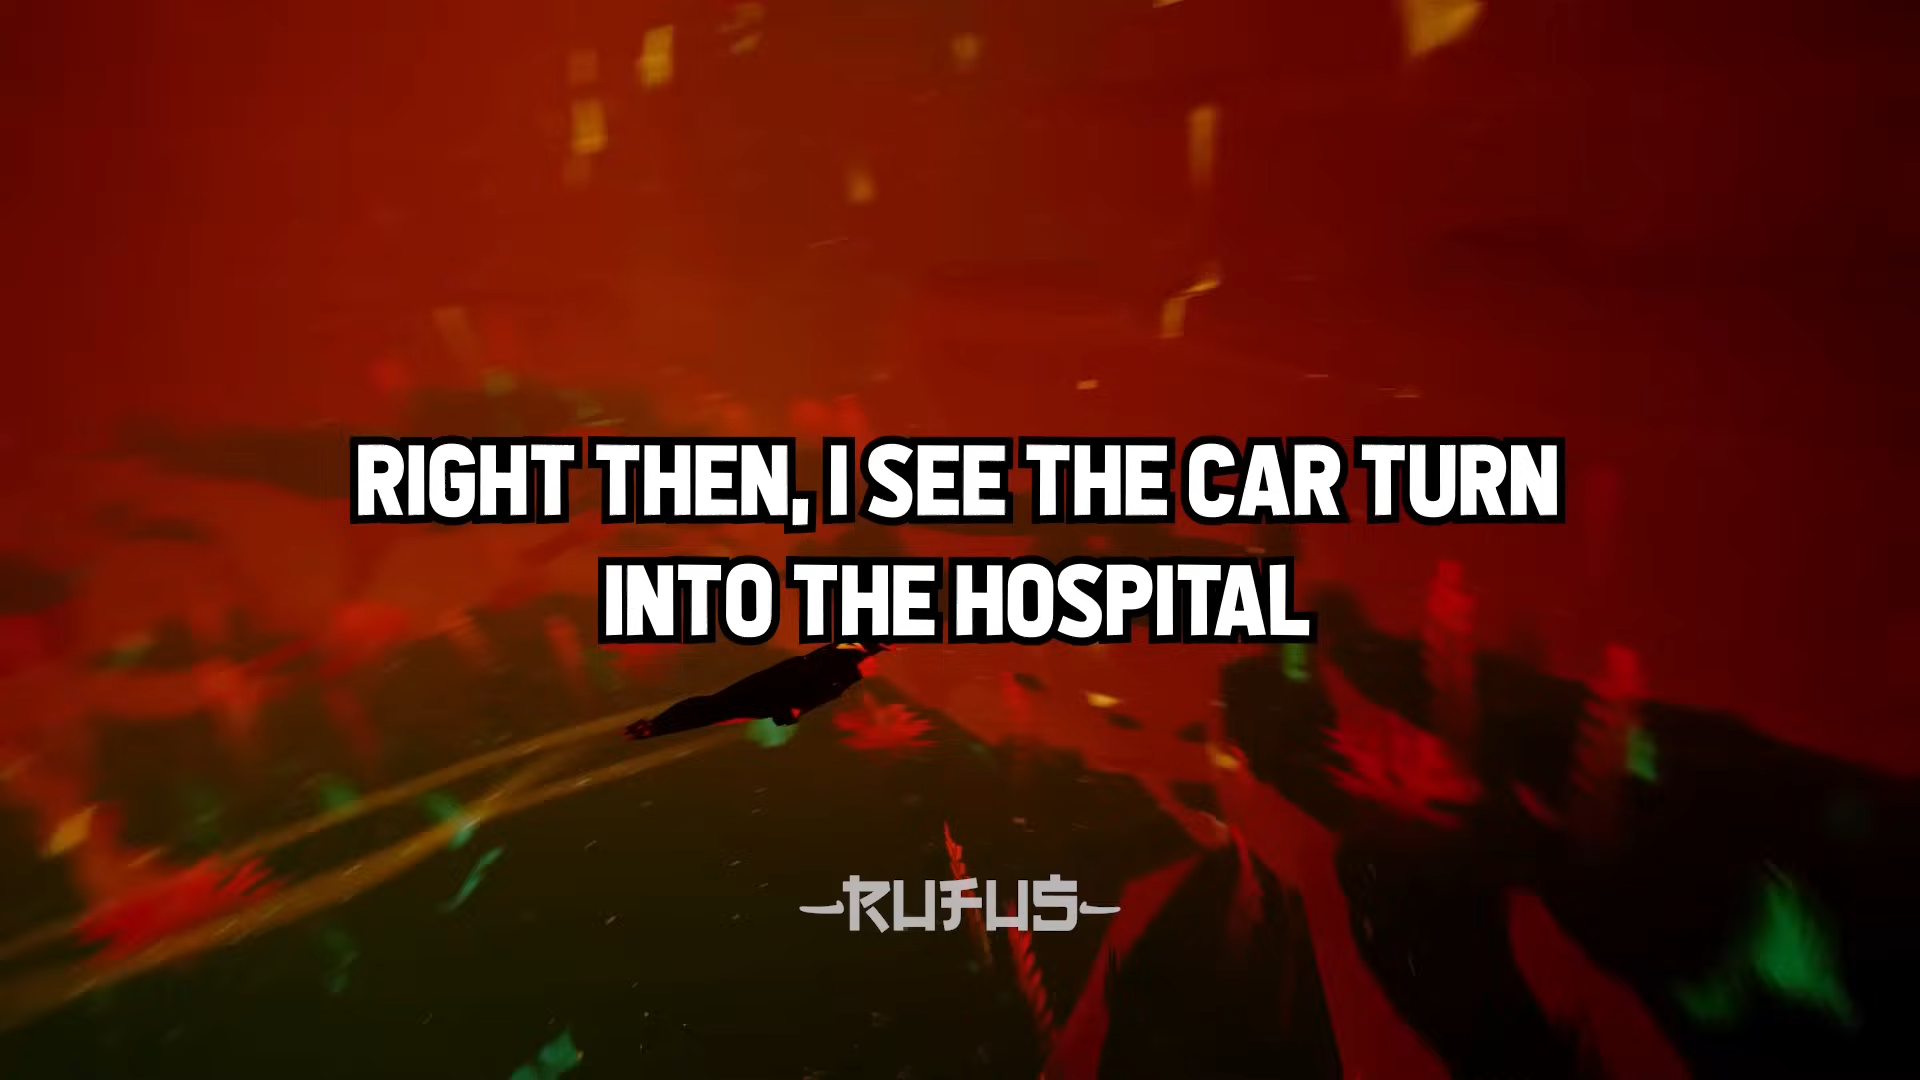 RIGHT THEN, I SEE THE CAR TURN
INTO THE HOSPITAL
-RUFUS-